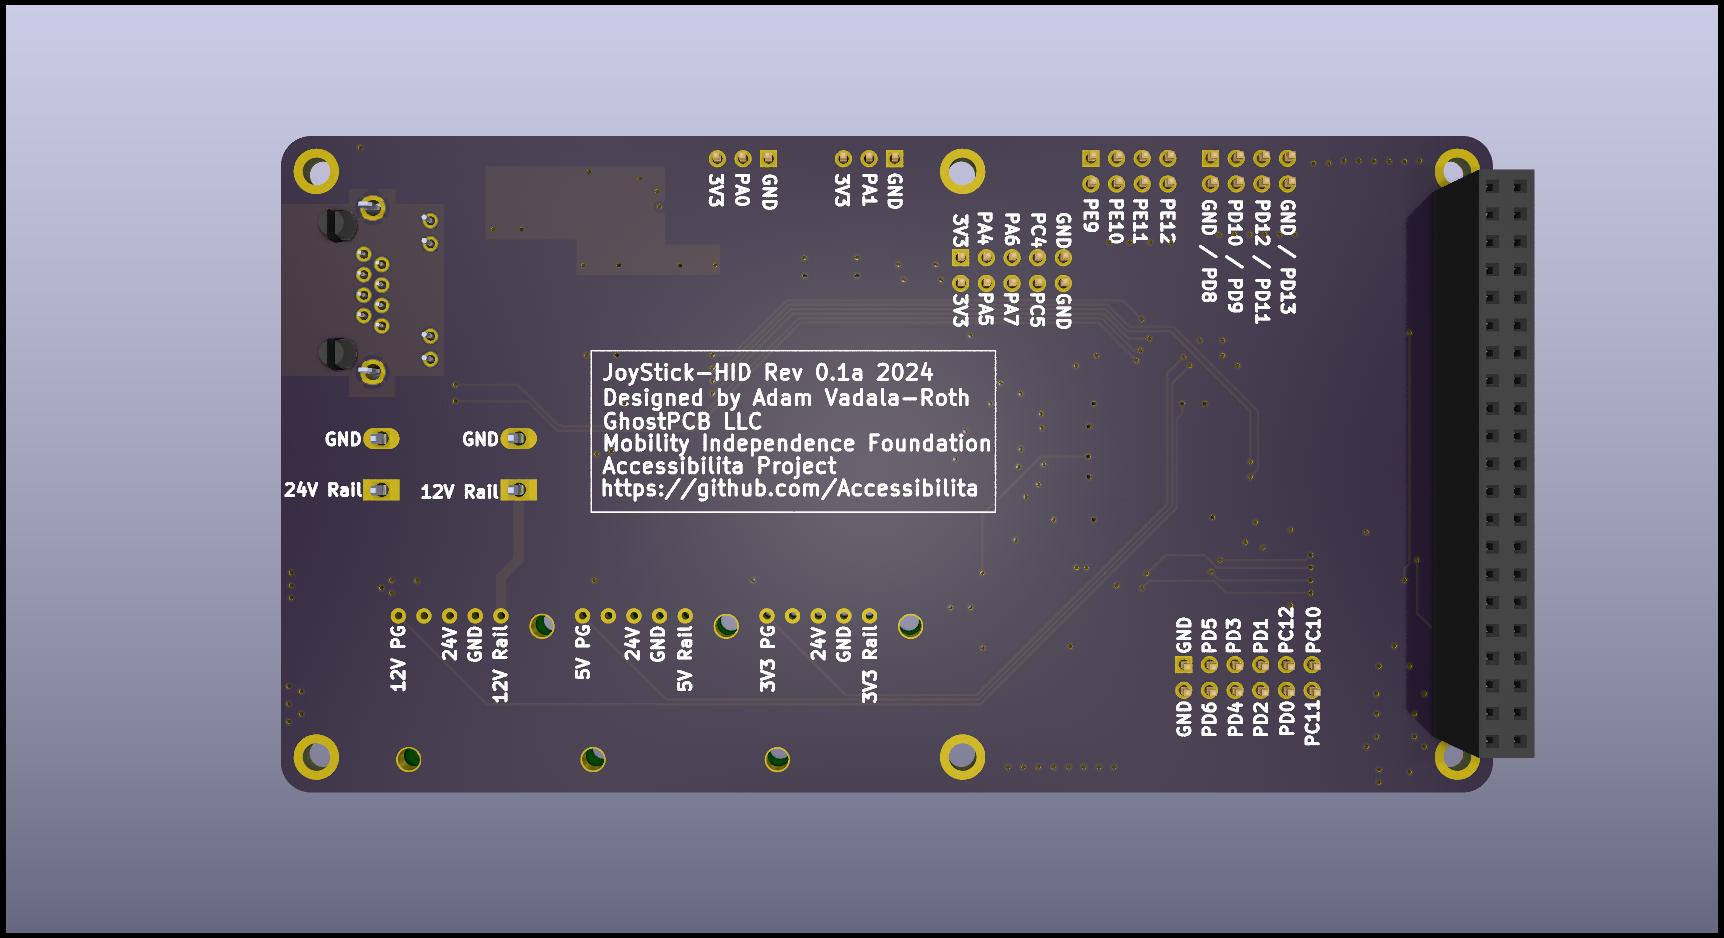 3V3 PA0 GND
3V3 PA1 GND
PE9 PE10 PE11 PE12
GND / PD8
PD10 / PD9
PD12 / PD11
GND / PD13
3V3 PA4 PA6 PC4 GND
3V3 PA5 PA7 PC5 GND
JoyStick-HID Rev 0.1a 2024
Designed by Adam Vadala-Roth
GhostPCB LLC
Mobility Independence Foundation
Accessibilita Project
https://github.com/Accessibilita
GND GND
24V Rail 12V Rail
12V PG 24V GND 12V Rail
5V PG 24V GND 5V Rail
3V3 PG 24V GND 3V3 Rail
GND PD5 PD3 PD1 PC12 PC10
GND PD6 PD4 PD2 PD0 PC11